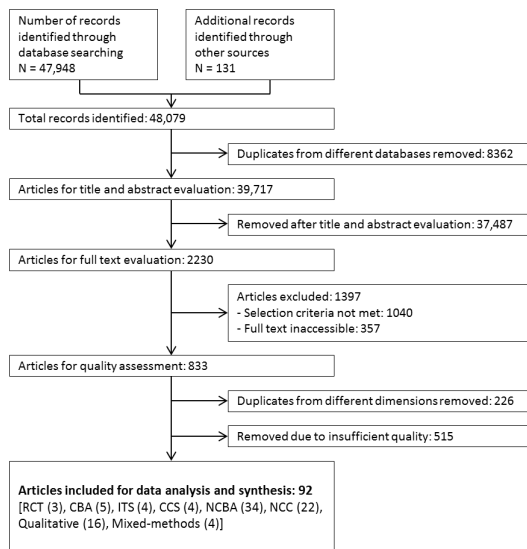 Number of records
identified through
database searching
N = 47,948
Additional records
identified through
other sources
N = 131
Total records identified: 48,079
Duplicates from different databases removed: 8362
Articles for title and abstract evaluation: 39,717
Removed after title and abstract evaluation: 37,487
Articles for full text evaluation: 2230
Articles excluded: 1397
- Selection criteria not met: 1040
- Full text inaccessible: 357
Articles for quality assessment: 833
Duplicates from different dimensions removed: 226
Removed due to insufficient quality: 515
Articles included for data analysis and synthesis: 92
[RCT (3), CBA (5), ITS (4), CCS (4), NCBA (34), NCC (22),
Qualitative (16), Mixed-methods (4)]